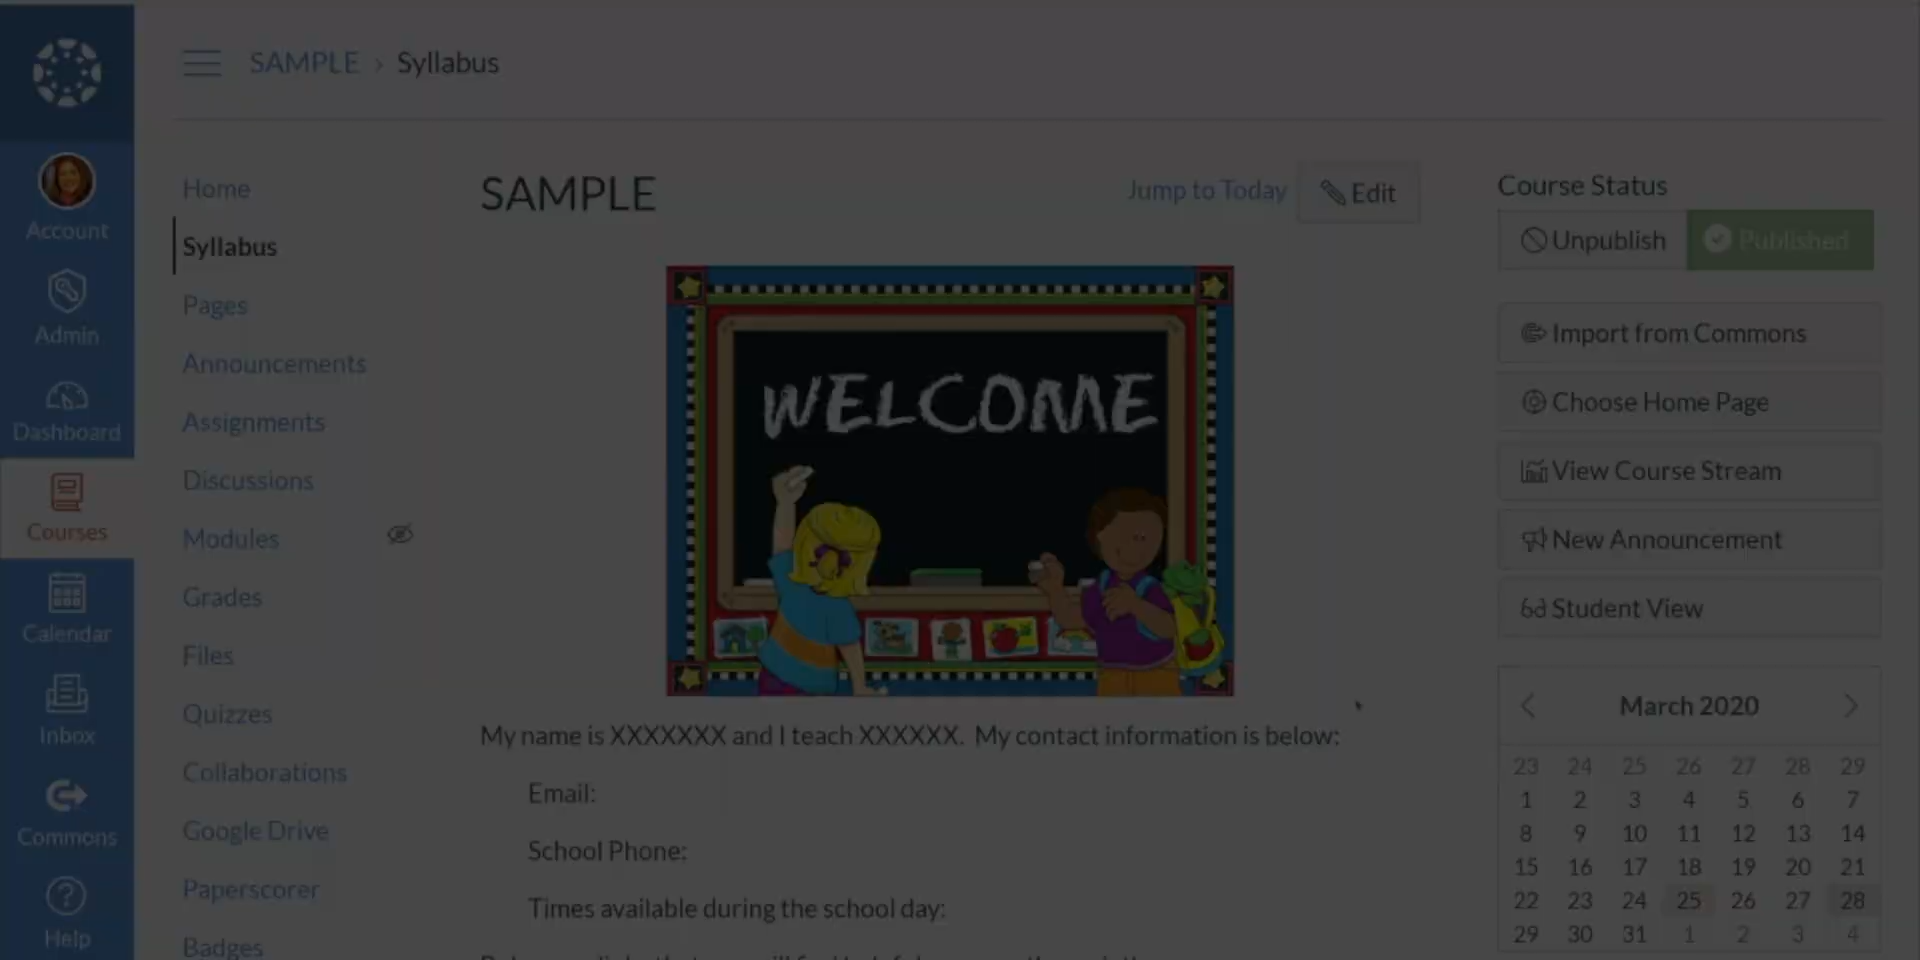 SAMPLE › Syllabus
Account
Admin
Dashboard
Courses
Calendar
Inbox
Commons
Help
Home
Syllabus
Pages
Announcements
Assignments
Discussions
Modules
Grades
Files
Quizzes
Collaborations
Google Drive
Paperscorer
Badges
SAMPLE
Jump to Today
Edit
WELCOME
My name is XXXXXXX and I teach XXXXXX. My contact information is below:
Email:
School Phone:
Times available during the school day:
Course Status
Unpublish
Published
Import from Commons
Choose Home Page
View Course Stream
New Announcement
Student View
March 2020
23 24 25 26 27 28 29
1 2 3 4 5 6 7
8 9 10 11 12 13 14
15 16 17 18 19 20 21
22 23 24 25 26 27 28
29 30 31 1 2 3 4